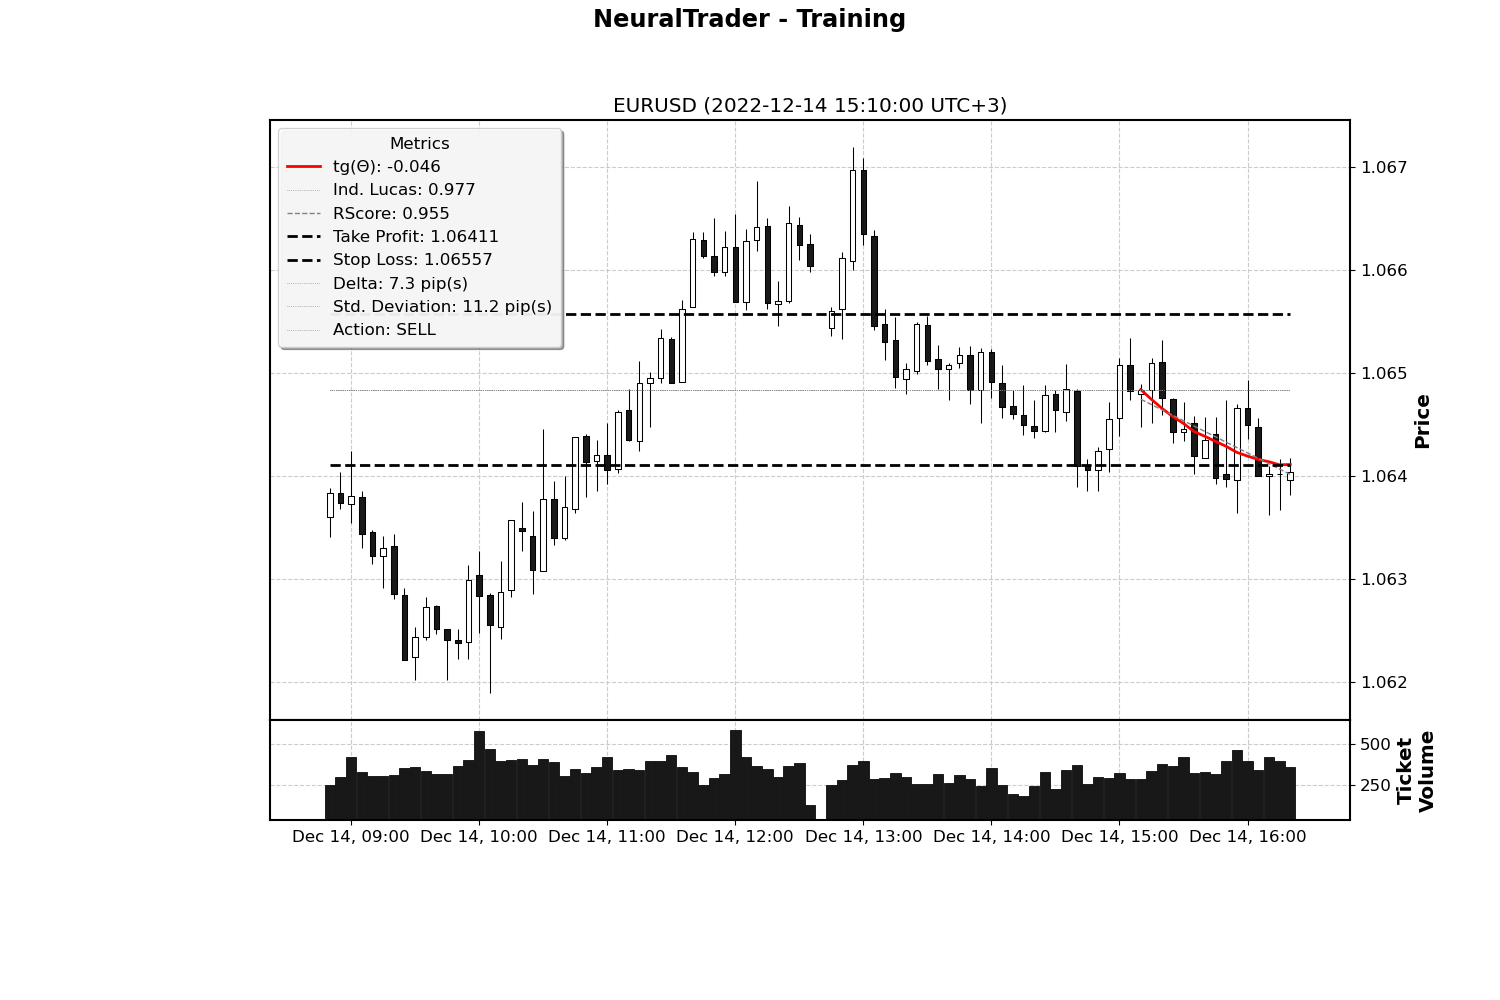 NeuralTrader - Training
EURUSD (2022-12-14 15:10:00 UTC+3)
Metrics
tg(Θ): -0.046
Ind. Lucas: 0.977
RScore: 0.955
Take Profit: 1.06411
Stop Loss: 1.06557
Delta: 7.3 pip(s)
Std. Deviation: 11.2 pip(s)
Action: SELL
1.067
1.066
1.065
1.064
1.063
1.062
Price
500
250
Ticket
Volume
Dec 14, 09:00 Dec 14, 10:00 Dec 14, 11:00 Dec 14, 12:00 Dec 14, 13:00 Dec 14, 14:00 Dec 14, 15:00 Dec 14, 16:00